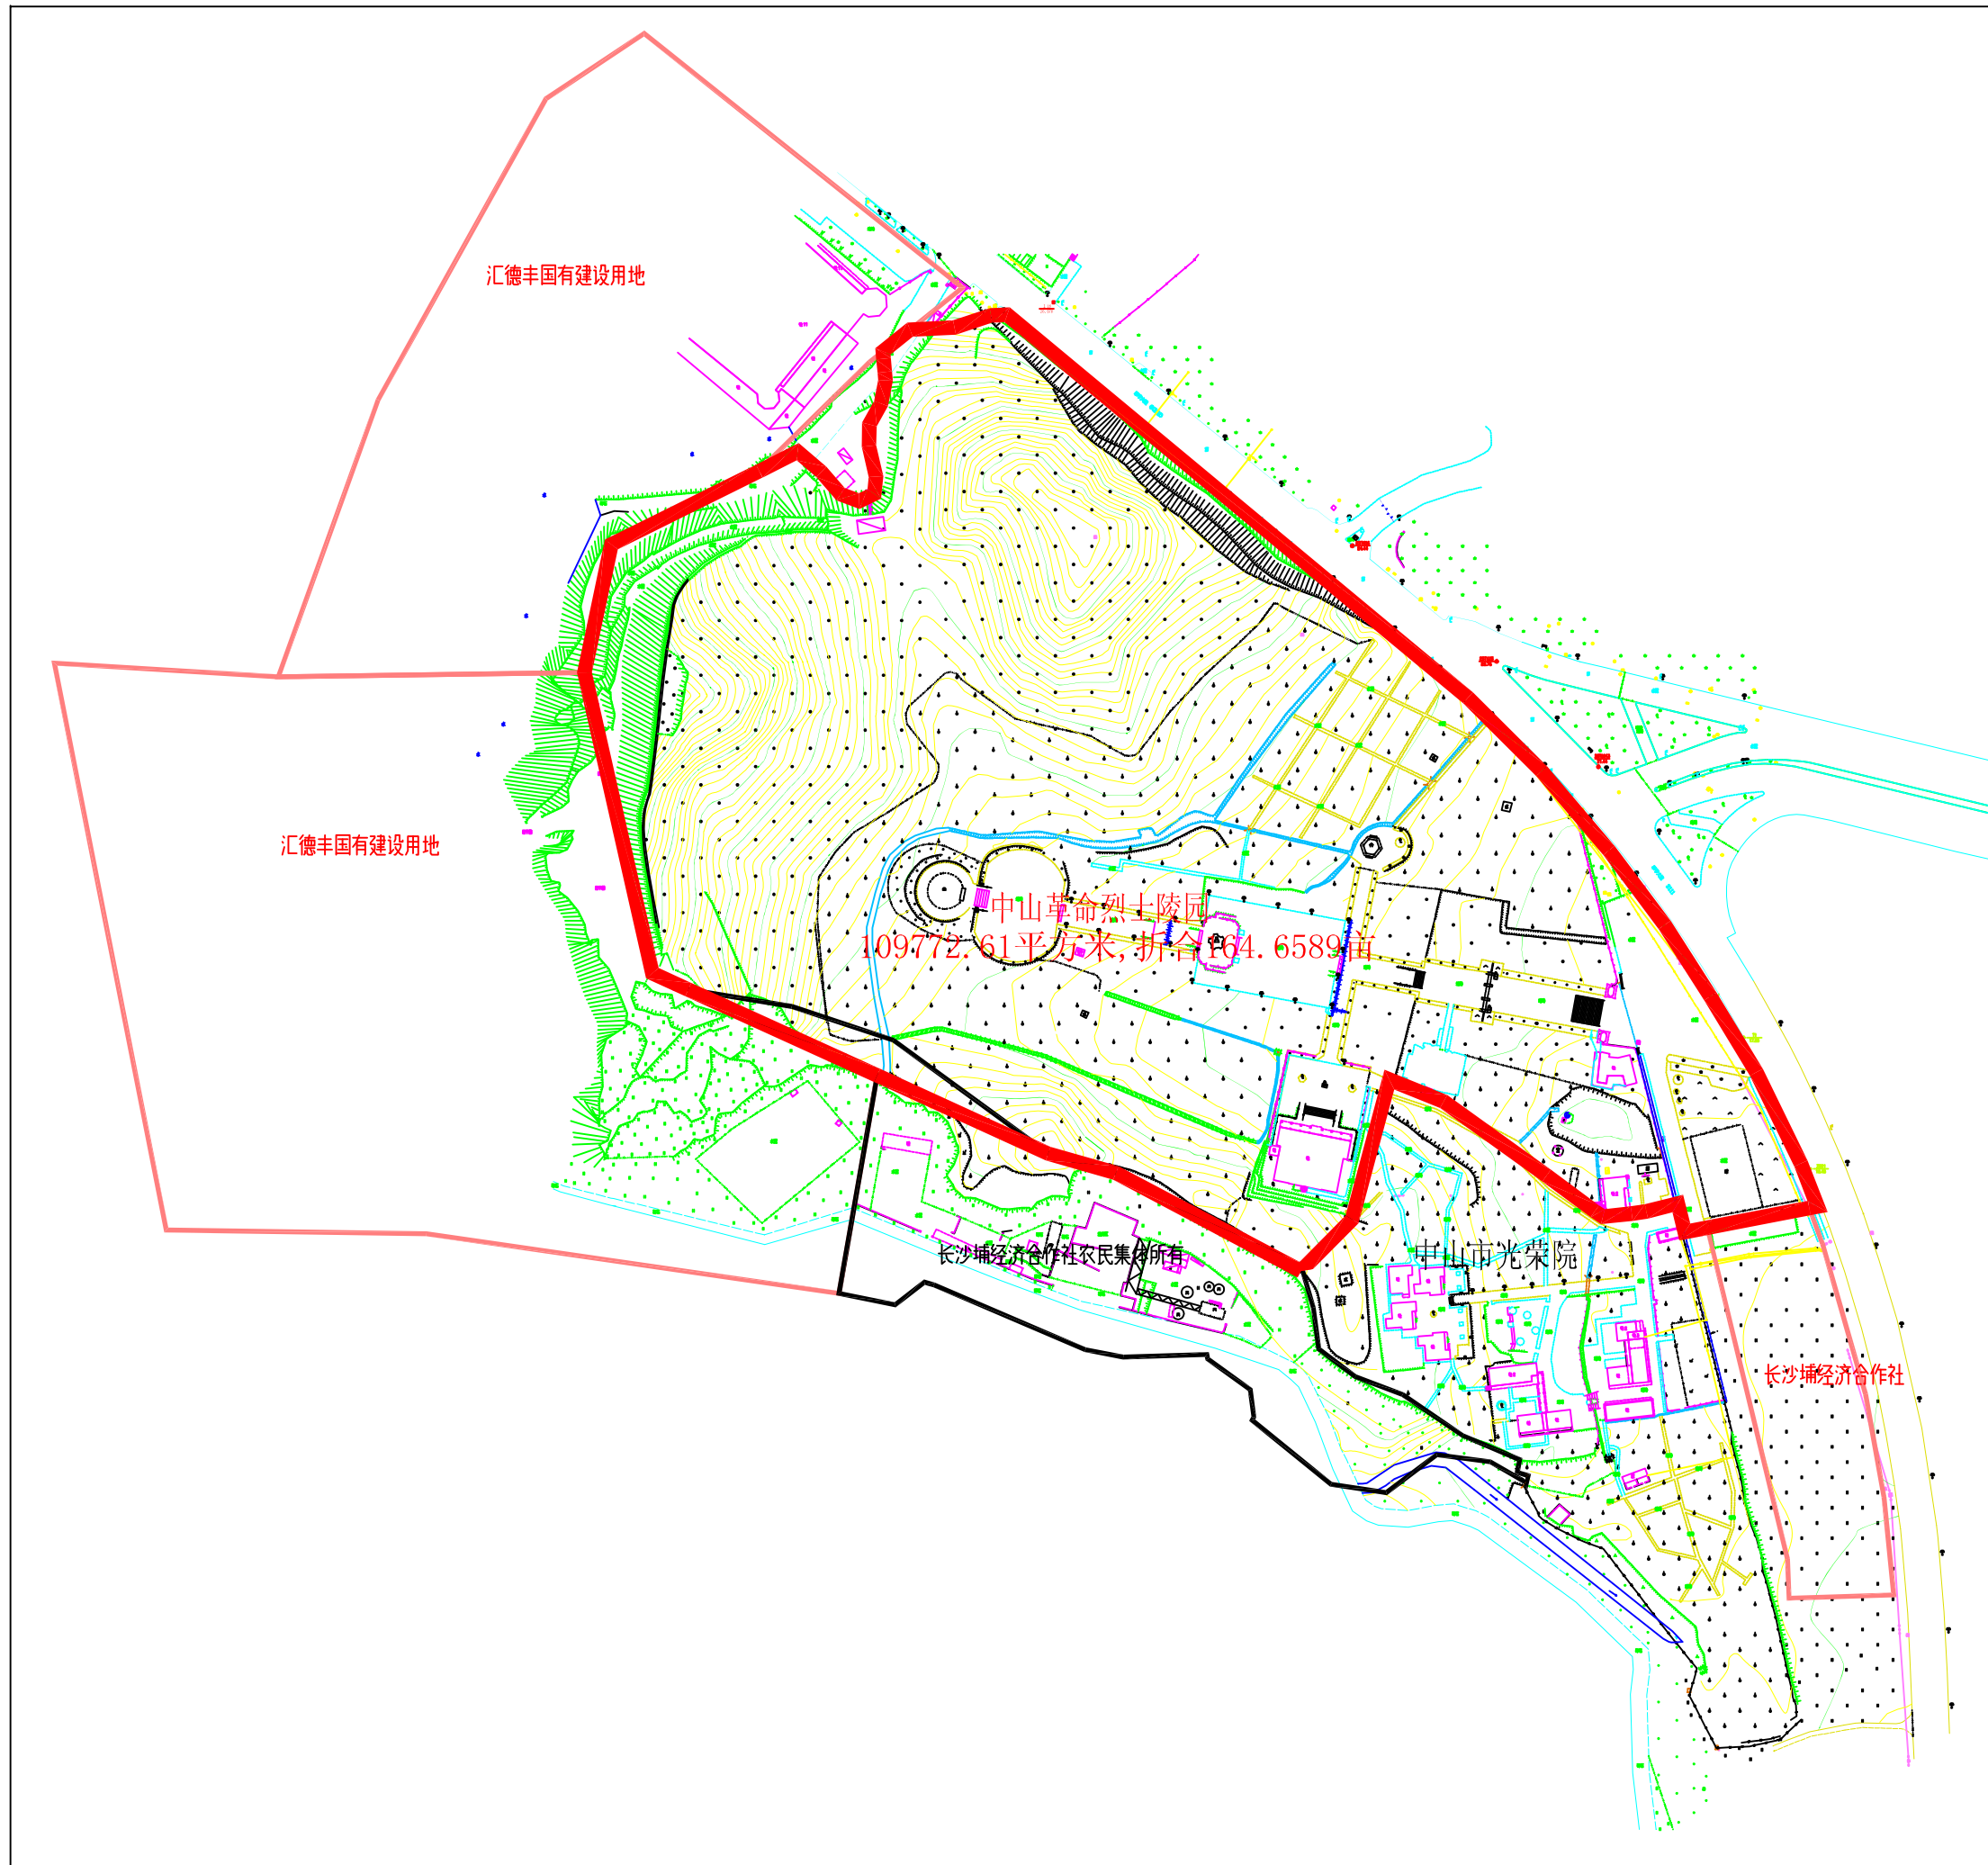 汇德丰国有建设用地
汇德丰国有建设用地
中山革命烈士陵园
109772.61平方米,折合164.6589亩
长沙埔经济合作社农民集体所有
中山市光荣院
长沙埔经济合作社